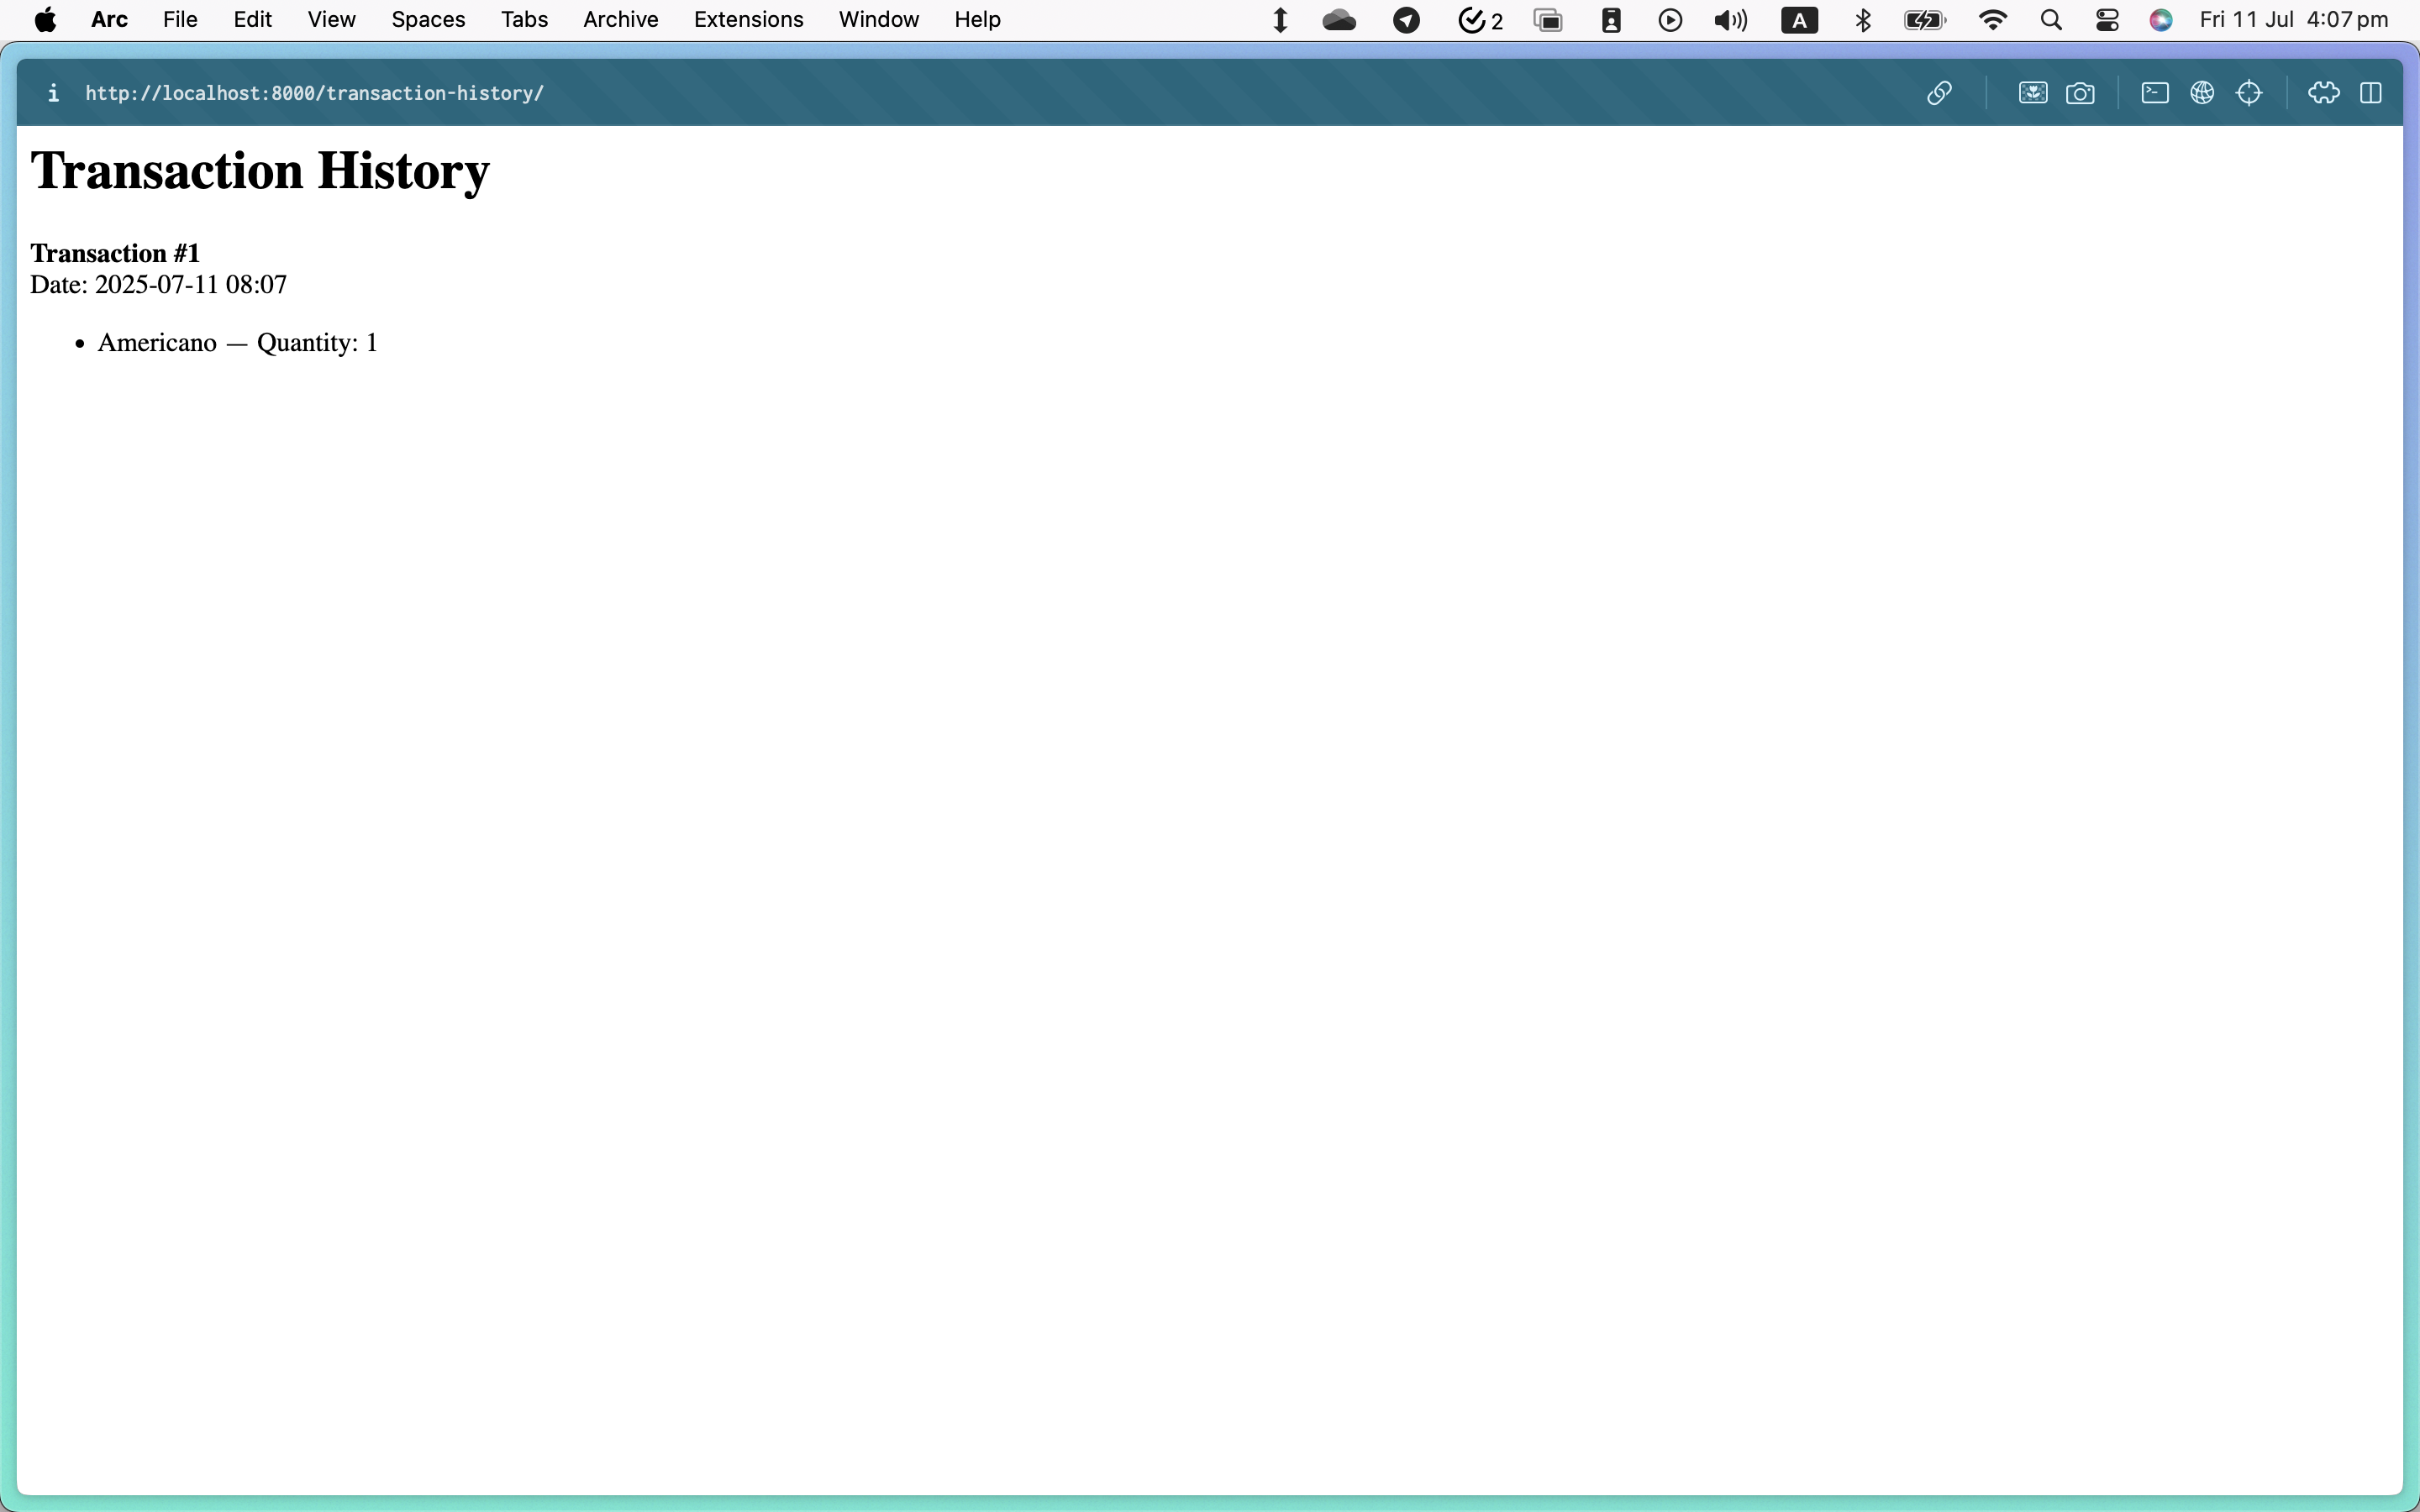 Arc File Edit View Spaces Tabs Archive Extensions Window Help 2 A Fri 11 Jul 4:07 pm
i http://localhost:8000/transaction-history/
Transaction History
Transaction #1
Date: 2025-07-11 08:07
• Americano — Quantity: 1